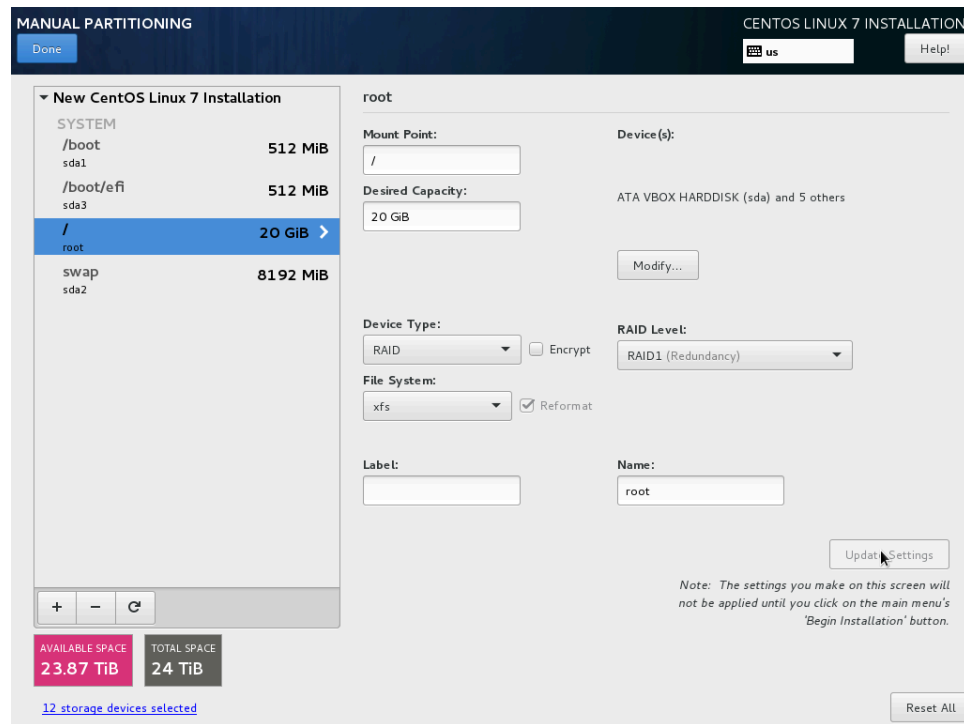 MANUAL PARTITIONING
CENTOS LINUX 7 INSTALLATION
Done
us
Help!
New CentOS Linux 7 Installation
SYSTEM
/boot
512 MiB
sda1
/boot/efi
512 MiB
sda3
/
20 GiB
root
swap
8192 MiB
sda2
root
Mount Point:
/
Device(s):
Desired Capacity:
20 GiB
ATA VBOX HARDDISK (sda) and 5 others
Modify...
Device Type:
RAID
Encrypt
RAID Level:
RAID1 (Redundancy)
File System:
xfs
Reformat
Label:
Name:
root
Update Settings
Note: The settings you make on this screen will
not be applied until you click on the main menu's
'Begin Installation' button.
+ −
AVAILABLE SPACE
23.87 TiB
TOTAL SPACE
24 TiB
12 storage devices selected
Reset All